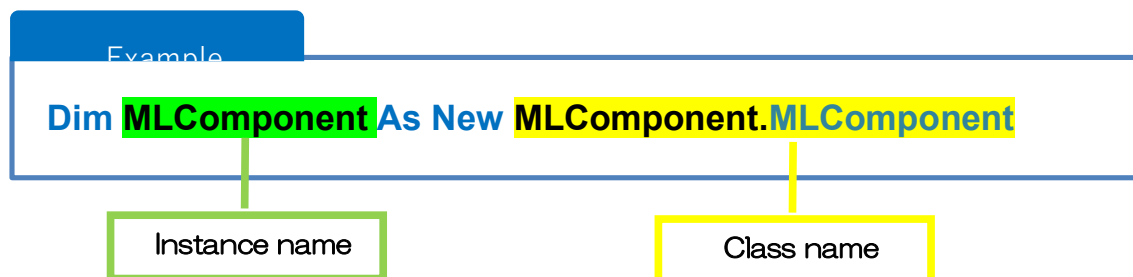 Example
Dim MLComponent As New MLComponent.MLComponent
Instance name
Class name